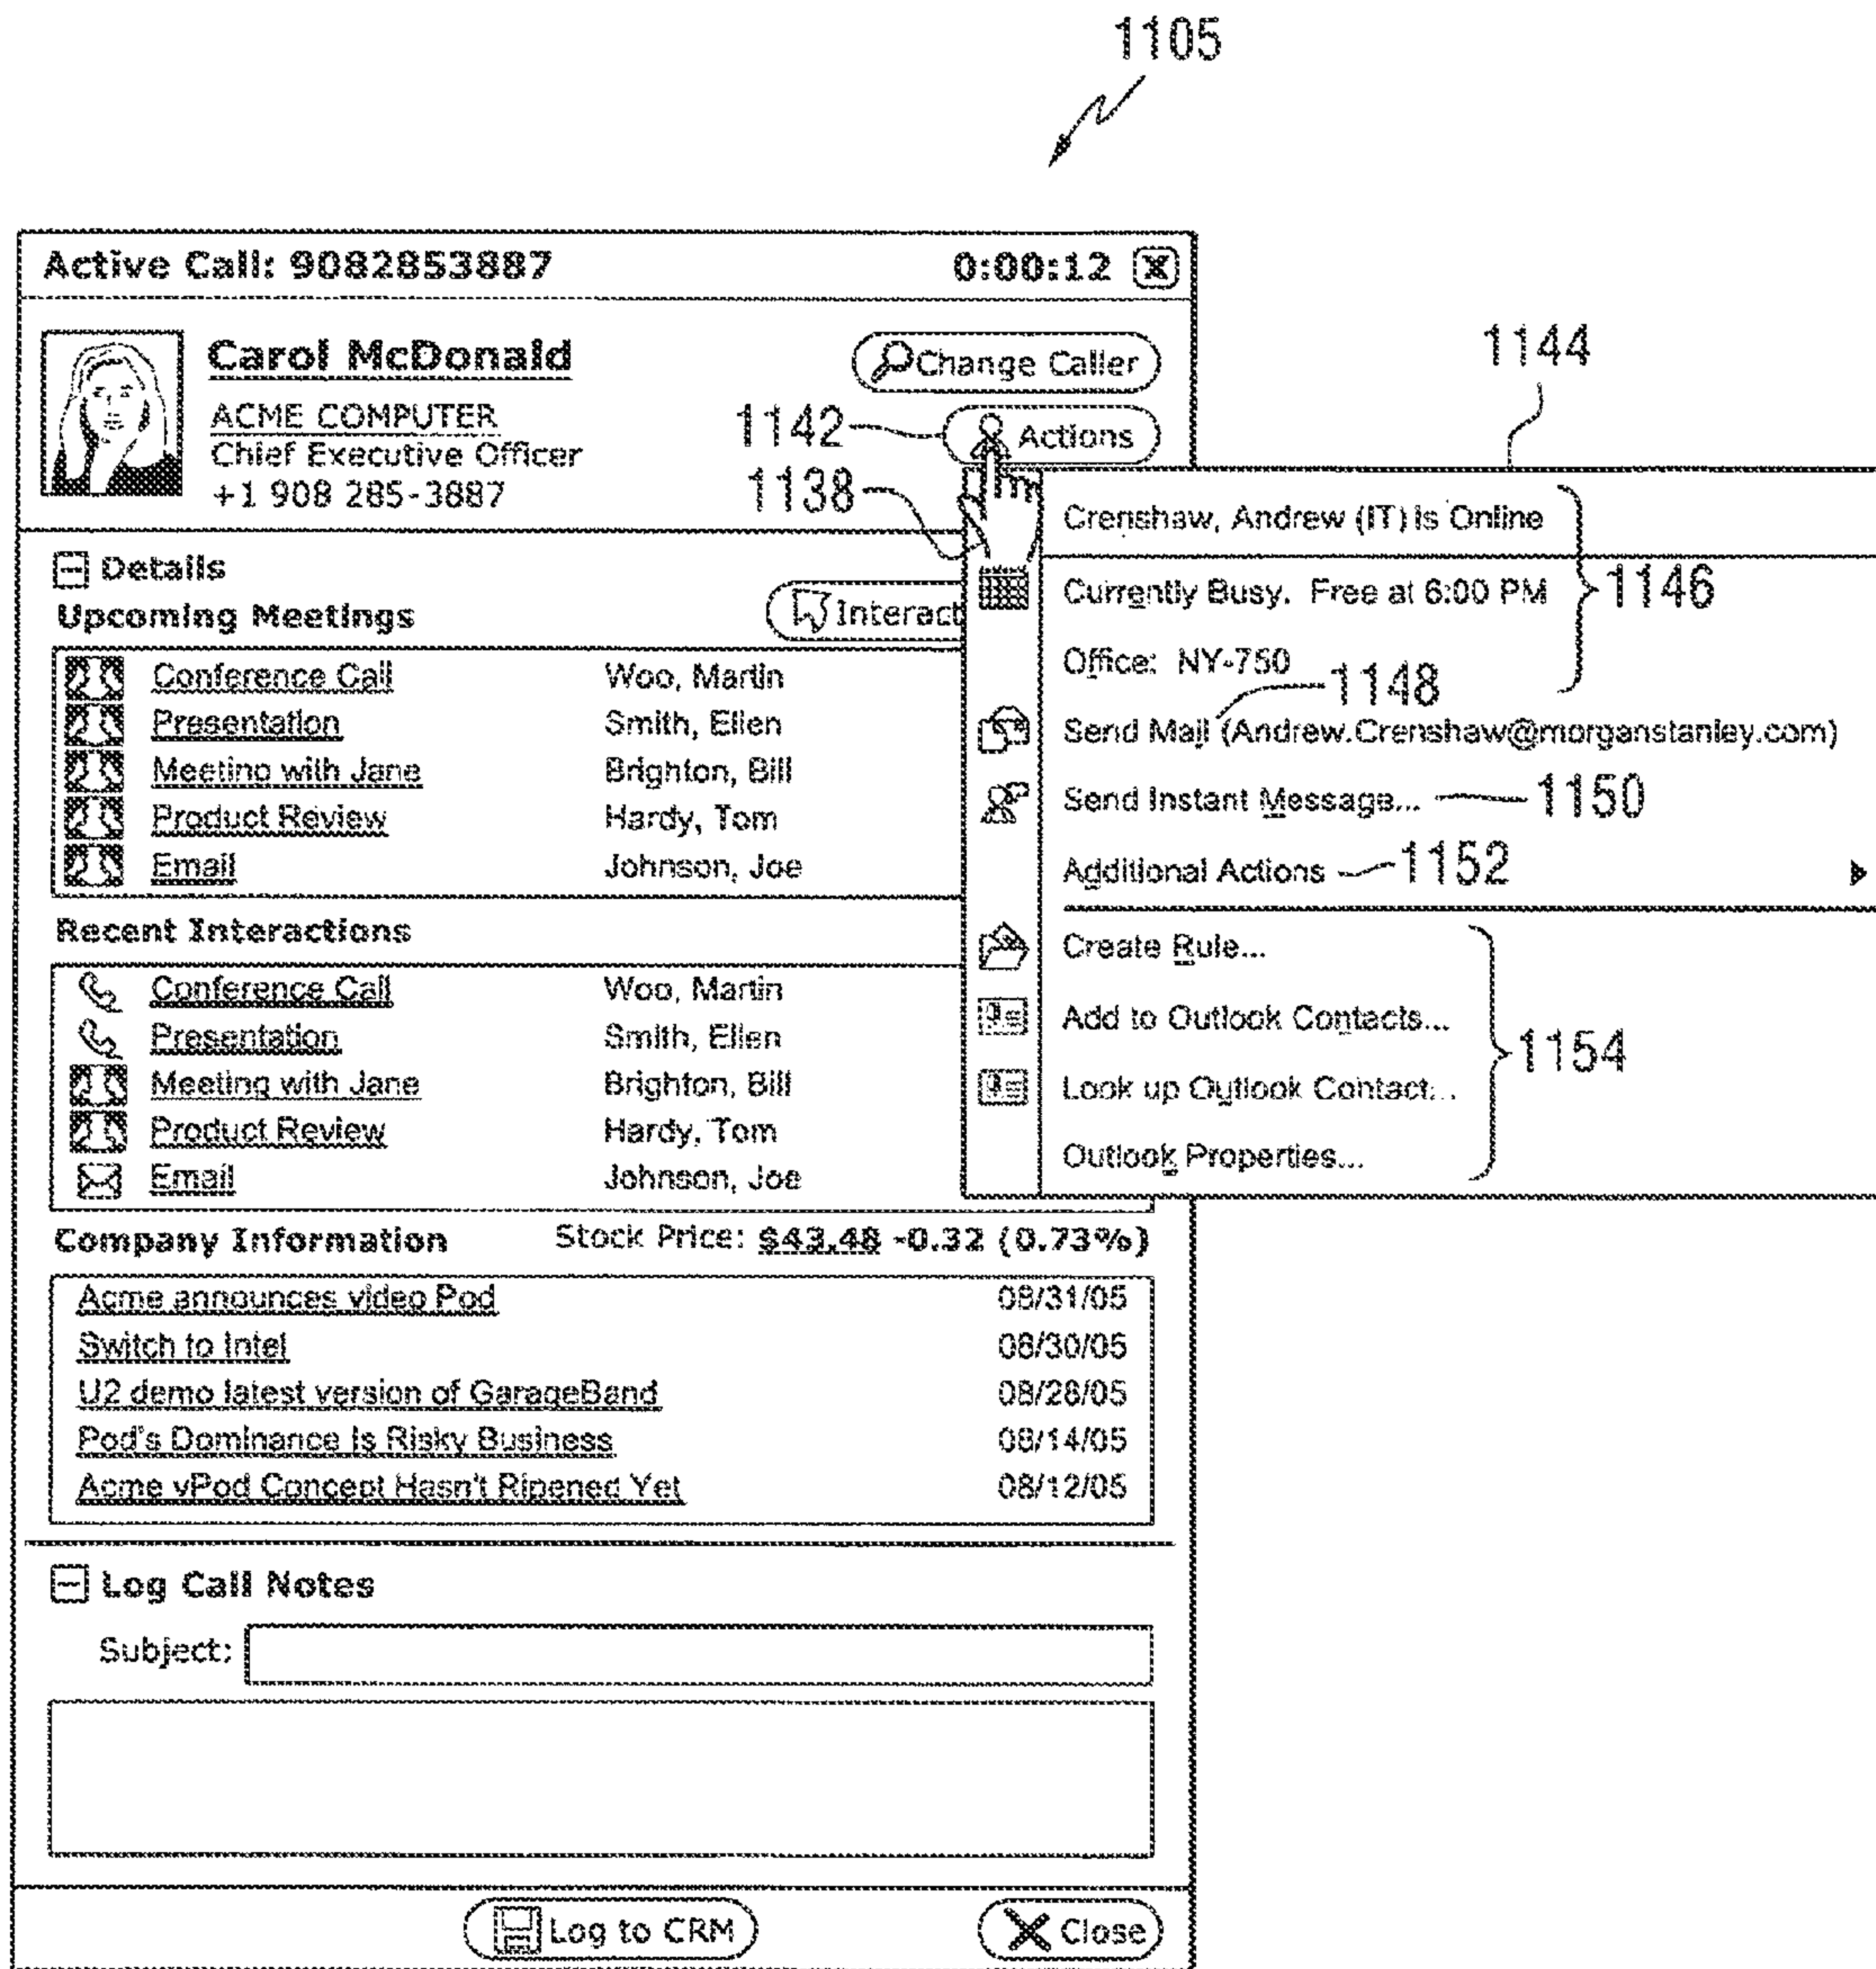 1105
Active Call: 9082853887 0:00:12
Carol McDonald Change Caller
ACME COMPUTER
Chief Executive Officer
+1 908 285-3887
1142 Actions
1138
1144
Details
Upcoming Meetings Interact
Conference Call Woo, Martin
Presentation Smith, Ellen
Meeting with Jane Brighton, Bill
Product Review Hardy, Tom
Email Johnson, Joe
Crenshaw, Andrew (IT) is Online
Currently Busy. Free at 6:00 PM
1146
Office: NY-750
1148
Send Mail (Andrew.Crenshaw@morganstanley.com)
Send Instant Message... 1150
Additional Actions 1152
Create Rule...
Add to Outlook Contacts...
1154
Look up Outlook Contact...
Outlook Properties...
Recent Interactions
Conference Call Woo, Martin
Presentation Smith, Ellen
Meeting with Jane Brighton, Bill
Product Review Hardy, Tom
Email Johnson, Joe
Company Information Stock Price: $43.48 -0.32 (0.73%)
Acme announces video Pod 08/31/05
Switch to Intel 08/30/05
U2 demo latest version of GarageBand 08/28/05
Pod's Dominance Is Risky Business 08/14/05
Acme vPod Concept Hasn't Ripened Yet 08/12/05
Log Call Notes
Subject:
Log to CRM Close